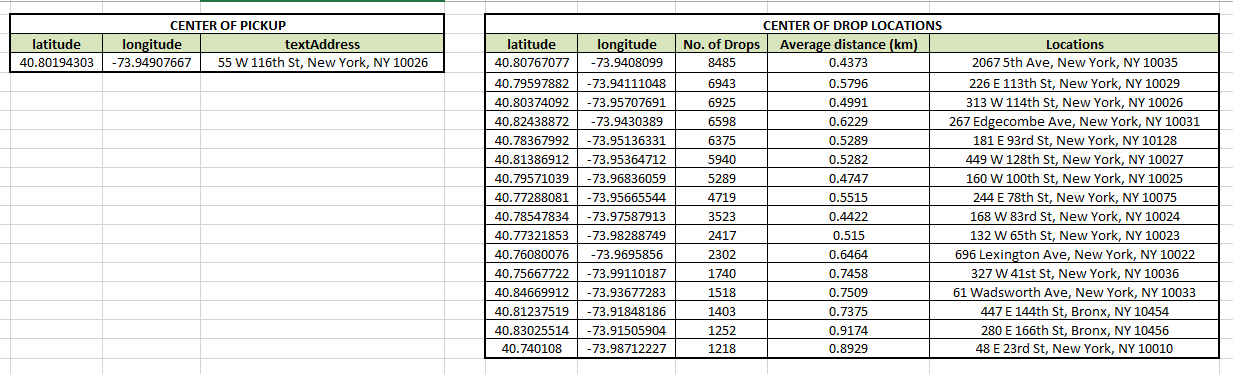 CENTER OF PICKUP
latitude longitude textAddress
40.80194303 -73.94907667 55 W 116th St, New York, NY 10026
CENTER OF DROP LOCATIONS
latitude longitude No. of Drops Average distance (km) Locations
40.80767077 -73.9408099 8485 0.4373 2067 5th Ave, New York, NY 10035
40.79597882 -73.94111048 6943 0.5796 226 E 113th St, New York, NY 10029
40.80374092 -73.95707691 6925 0.4991 313 W 114th St, New York, NY 10026
40.82438872 -73.9430389 6598 0.6229 267 Edgecombe Ave, New York, NY 10031
40.78367992 -73.95136331 6375 0.5289 181 E 93rd St, New York, NY 10128
40.81386912 -73.95364712 5940 0.5282 449 W 128th St, New York, NY 10027
40.79571039 -73.96836059 5289 0.4747 160 W 100th St, New York, NY 10025
40.77288081 -73.95665544 4719 0.5515 244 E 78th St, New York, NY 10075
40.78547834 -73.97587913 3523 0.4422 168 W 83rd St, New York, NY 10024
40.77321853 -73.98288749 2417 0.515 132 W 65th St, New York, NY 10023
40.76080076 -73.9695856 2302 0.6464 696 Lexington Ave, New York, NY 10022
40.75667722 -73.99110187 1740 0.7458 327 W 41st St, New York, NY 10036
40.84669912 -73.93677283 1518 0.7509 61 Wadsworth Ave, New York, NY 10033
40.81237519 -73.91848186 1403 0.7375 447 E 144th St, Bronx, NY 10454
40.83025514 -73.91505904 1252 0.9174 280 E 166th St, Bronx, NY 10456
40.740108 -73.98712227 1218 0.8929 48 E 23rd St, New York, NY 10010